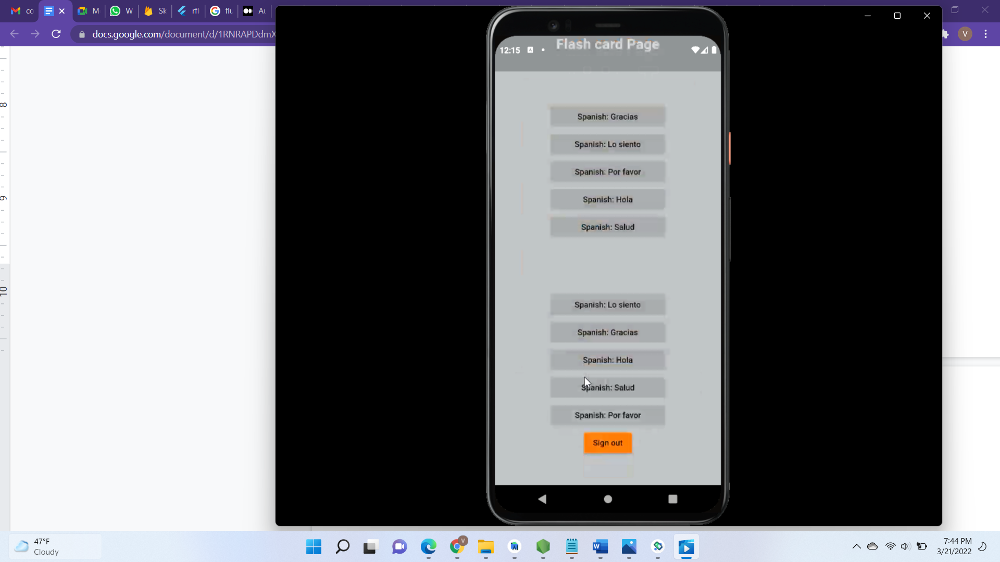 co
M
W
Sk
rfl
flu
Au
docs.google.com/document/d/1RNRAPDdmX
V
8
9
10
12:15
Flash card Page
Spanish: Gracias
Spanish: Lo siento
Spanish: Por favor
Spanish: Hola
Spanish: Salud
Spanish: Lo siento
Spanish: Gracias
Spanish: Hola
Spanish: Salud
Spanish: Por favor
Sign out
47°F
Cloudy
V
7:44 PM
3/21/2022